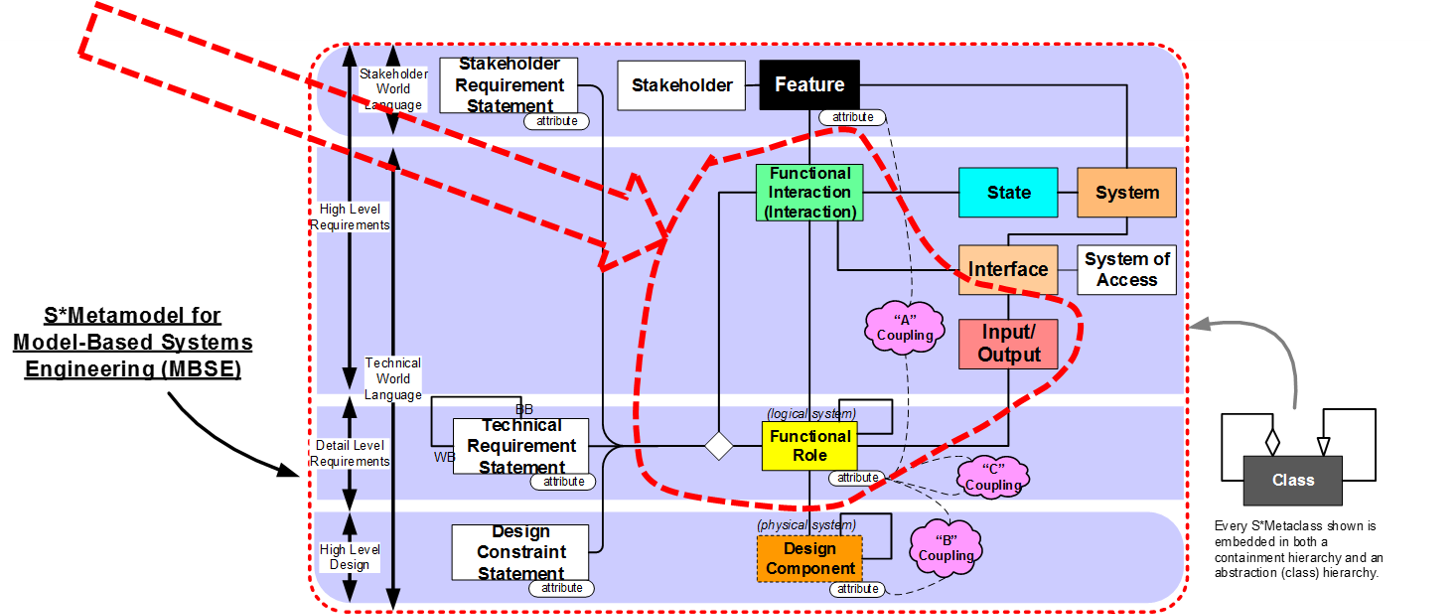 Stakeholder
World
Language
Stakeholder
Requirement
Statement
attribute
Stakeholder
Feature
attribute
High Level
Requirements
Functional
Interaction
(Interaction)
State
System
Interface
System of
Access
"A"
Coupling
Input/
Output
S*Metamodel for
Model-Based Systems
Engineering (MBSE)
Technical
World
Language
Detail Level
Requirements
BB
WB
Technical
Requirement
Statement
attribute
(logical system)
Functional
Role
attribute
"C"
Coupling
High Level
Design
Design
Constraint
Statement
attribute
(physical system)
Design
Component
attribute
"B"
Coupling
Class
Every S*Metaclass shown is
embedded in both a
containment hierarchy and an
abstraction (class) hierarchy.